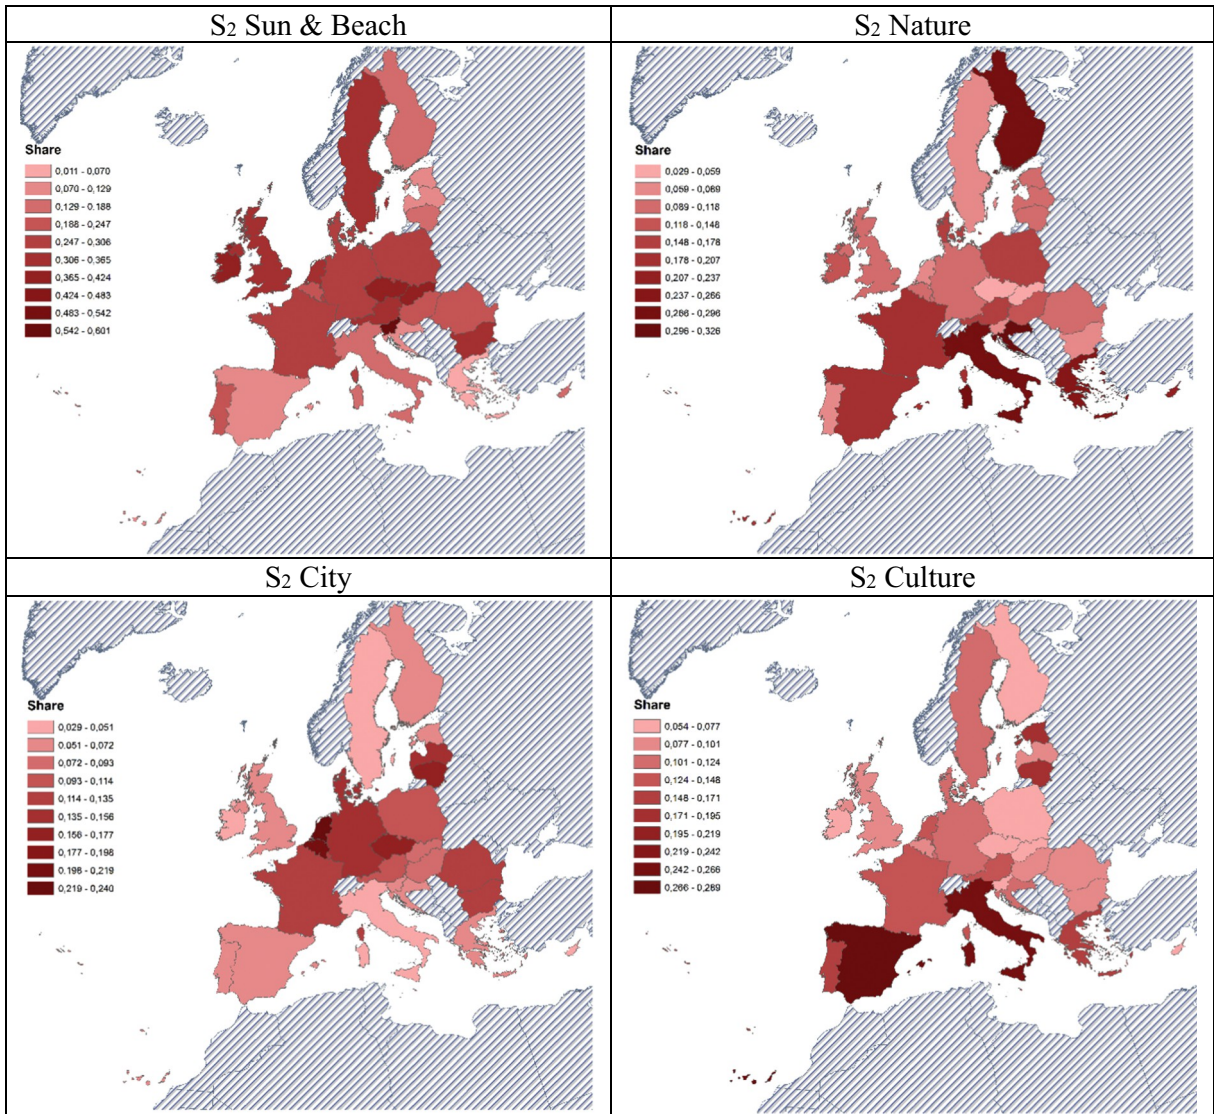 S₂ Sun & Beach
S₂ Nature
Share
0,011 - 0,070
0,070 - 0,129
0,129 - 0,188
0,188 - 0,247
0,247 - 0,306
0,306 - 0,365
0,365 - 0,424
0,424 - 0,483
0,483 - 0,542
0,542 - 0,601
Share
0,029 - 0,059
0,059 - 0,089
0,089 - 0,118
0,118 - 0,148
0,148 - 0,178
0,178 - 0,207
0,207 - 0,237
0,237 - 0,266
0,266 - 0,296
0,296 - 0,326
S₂ City
S₂ Culture
Share
0,029 - 0,051
0,051 - 0,072
0,072 - 0,093
0,093 - 0,114
0,114 - 0,135
0,135 - 0,156
0,156 - 0,177
0,177 - 0,198
0,198 - 0,219
0,219 - 0,240
Share
0,054 - 0,077
0,077 - 0,101
0,101 - 0,124
0,124 - 0,148
0,148 - 0,171
0,171 - 0,195
0,195 - 0,219
0,219 - 0,242
0,242 - 0,266
0,266 - 0,289